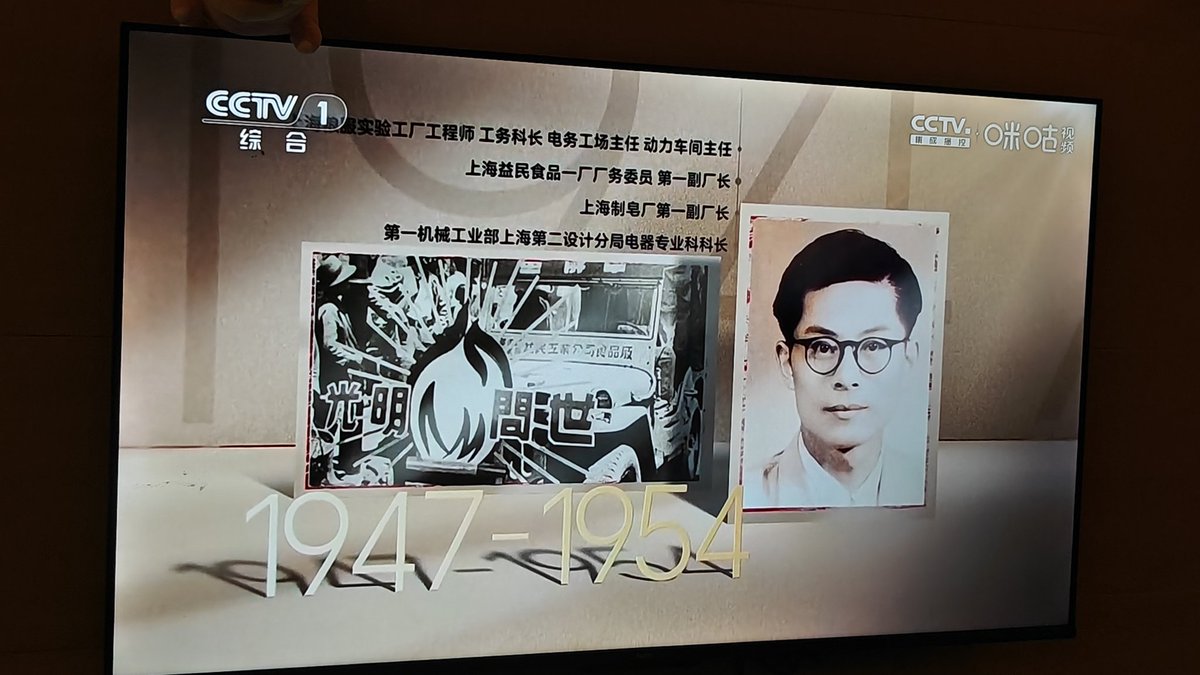 CCTV 1
综合
CCTV.
集成播控
咪咕视频
实验工厂工程师 工务科长 电务工场主任 动力车间主任
上海益民食品一厂厂务委员 第一副厂长
上海制皂厂第一副厂长
第一机械工业部上海第二设计分局电器专业科科长
光明
問世
1947-1954